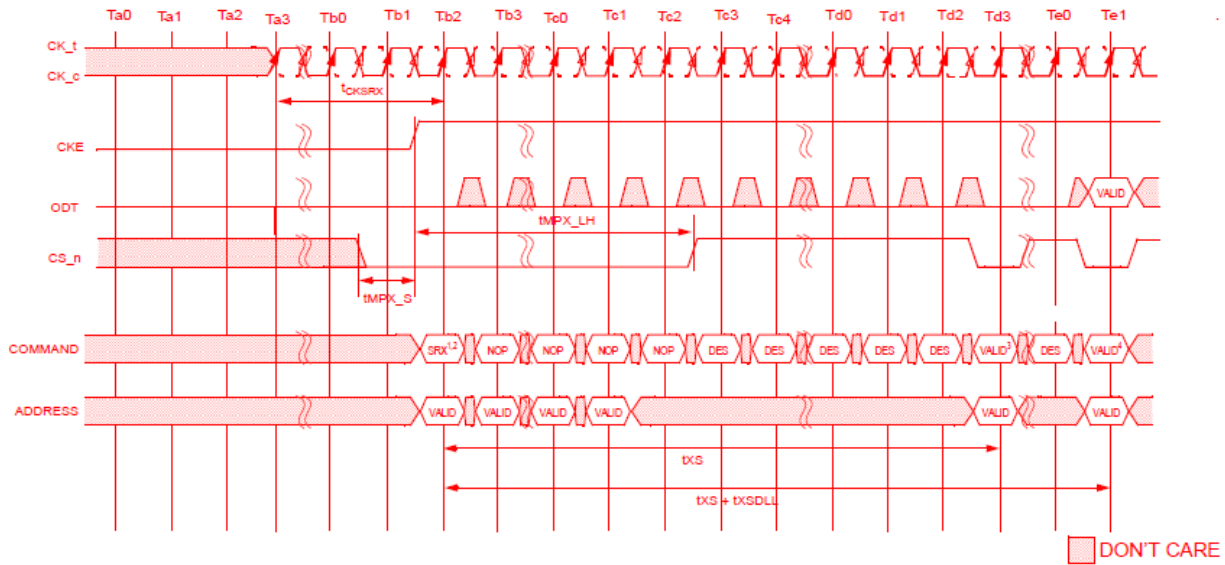 Ta0 Ta1 Ta2 Ta3 Tb0 Tb1 Tb2 Tb3 Tc0 Tc1 Tc2 Tc3 Tc4 Td0 Td1 Td2 Td3 Te0 Te1
CK_t
CK_c
tCKSRX
CKE
ODT VALID
tMPX_LH
CS_n
tMPX_S
COMMAND SRX1,2 NOP NOP NOP NOP DES DES DES DES DES VALID3 DES VALID4
ADDRESS VALID VALID VALID VALID VALID VALID
tXS
tXS + tXSDLL
DON'T CARE